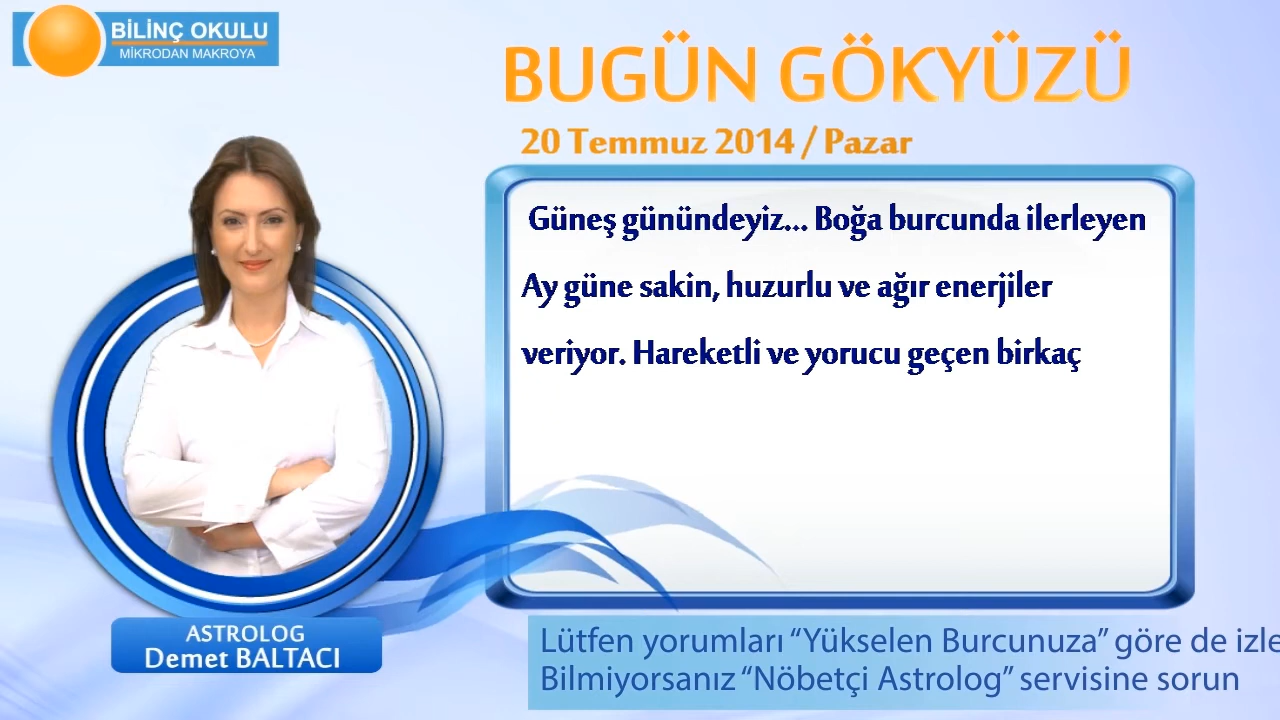 BİLİNÇ OKULU
MİKRODAN MAKROYA
BUGÜN GÖKYÜZÜ
20 Temmuz 2014 / Pazar
Güneş günündeyiz... Boğa burcunda ilerleyen
Ay güne sakin, huzurlu ve ağır enerjiler
veriyor. Hareketli ve yorucu geçen birkaç
ASTROLOG
Demet BALTACI
Lütfen yorumları “Yükselen Burcunuza” göre de izle
Bilmiyorsanız “Nöbetçi Astrolog” servisine sorun